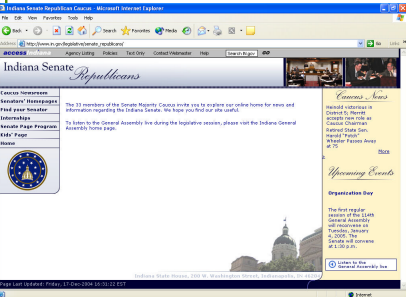 Indiana Senate Republican Caucus - Microsoft Internet Explorer
File Edit View Favorites Tools Help
Back Search Favorites Media
Address http://www.in.gov/legislative/senate_republicans/ Go Links
access Indiana Agency Listing Policies Text Only Contact Webmaster Help Search IN.gov GO
Indiana Senate
Republicans
Caucus Newsroom
Senators' Homepages
Find your Senator
Internships
Senate Page Program
Kids' Page
Home
The 33 members of the Senate Majority Caucus invite you to explore our online home for news and
information regarding the Indiana Senate. We hope you find our site useful.
To listen to the General Assembly live during the legislative session, please visit the Indiana General
Assembly home page.
Caucus News
Heinold victorious in
District 5; Merritt
accepts new role as
Caucus Chairman
Retired State Sen.
Harold "Potch"
Wheeler Passes Away
at 75
More
Upcoming Events
Organization Day
The first regular
session of the 114th
General Assembly
will reconvene on
Tuesday, January
4, 2005. The
Senate will convene
at 1:30 p.m.
Listen to the
General Assembly live
Indiana State House, 200 W. Washington Street, Indianapolis, IN 46204
Page Last Updated: Friday, 17-Dec-2004 16:31:22 EST
Internet